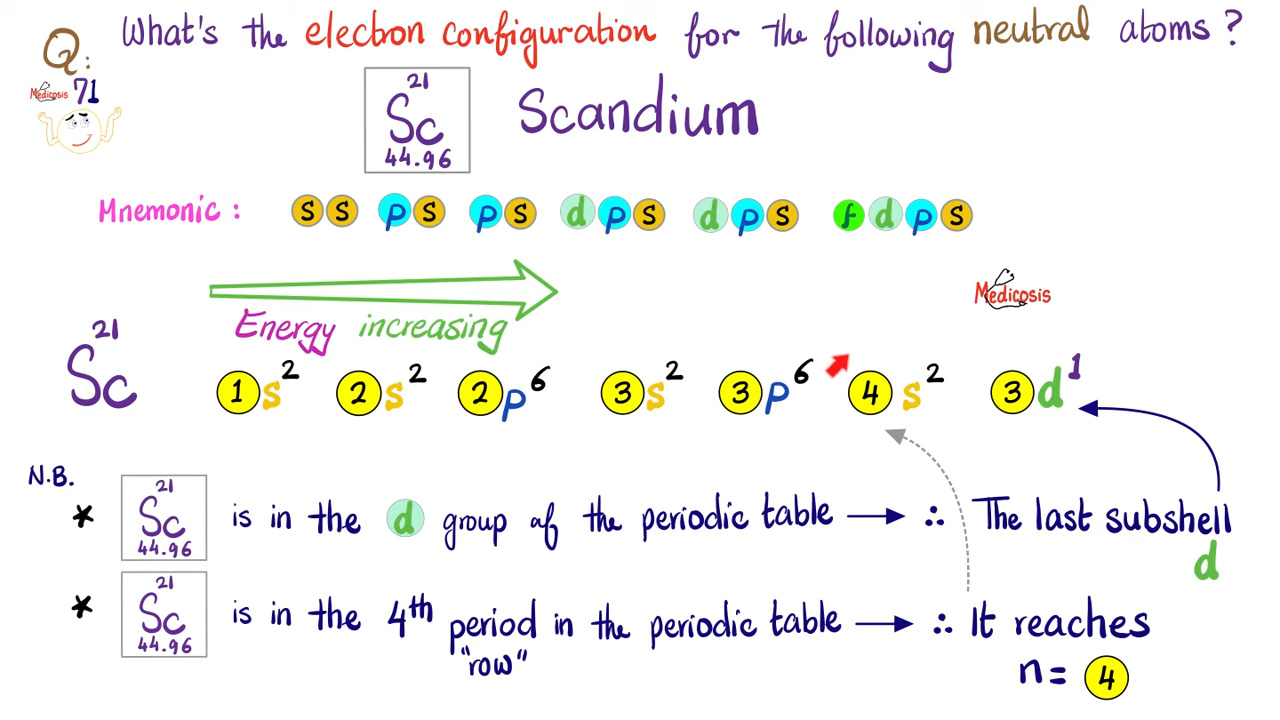 Q: What's the electron configuration for the following neutral atoms?
Medicosis 71
21
Sc Scandium
44.96
Mnemonic: s s p s p s d p s d p s f d p s
Medicosis
Energy increasing
21
Sc 1s² 2s² 2p⁶ 3s² 3p⁶ 4s² 3d¹
N.B.
21
* Sc is in the d group of the periodic table → ∴ The last subshell
44.96
d
21
* Sc is in the 4th period in the periodic table → ∴ It reaches
44.96
"row"
n = 4